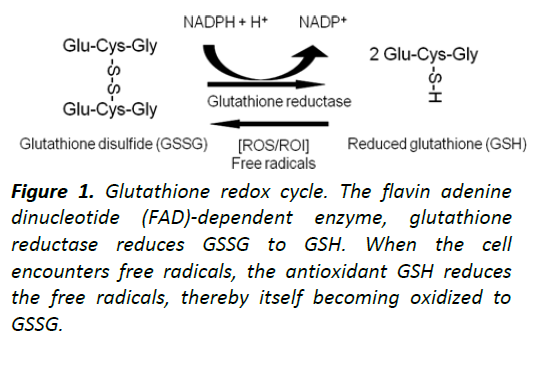 NADPH + H+ NADP+
Glu-Cys-Gly
2 Glu-Cys-Gly
-S-S-
-S-H
Glu-Cys-Gly
Glutathione reductase
Glutathione disulfide (GSSG)
[ROS/ROI]
Free radicals
Reduced glutathione (GSH)
Figure 1. Glutathione redox cycle. The flavin adenine
dinucleotide (FAD)-dependent enzyme, glutathione
reductase reduces GSSG to GSH. When the cell
encounters free radicals, the antioxidant GSH reduces
the free radicals, thereby itself becoming oxidized to
GSSG.